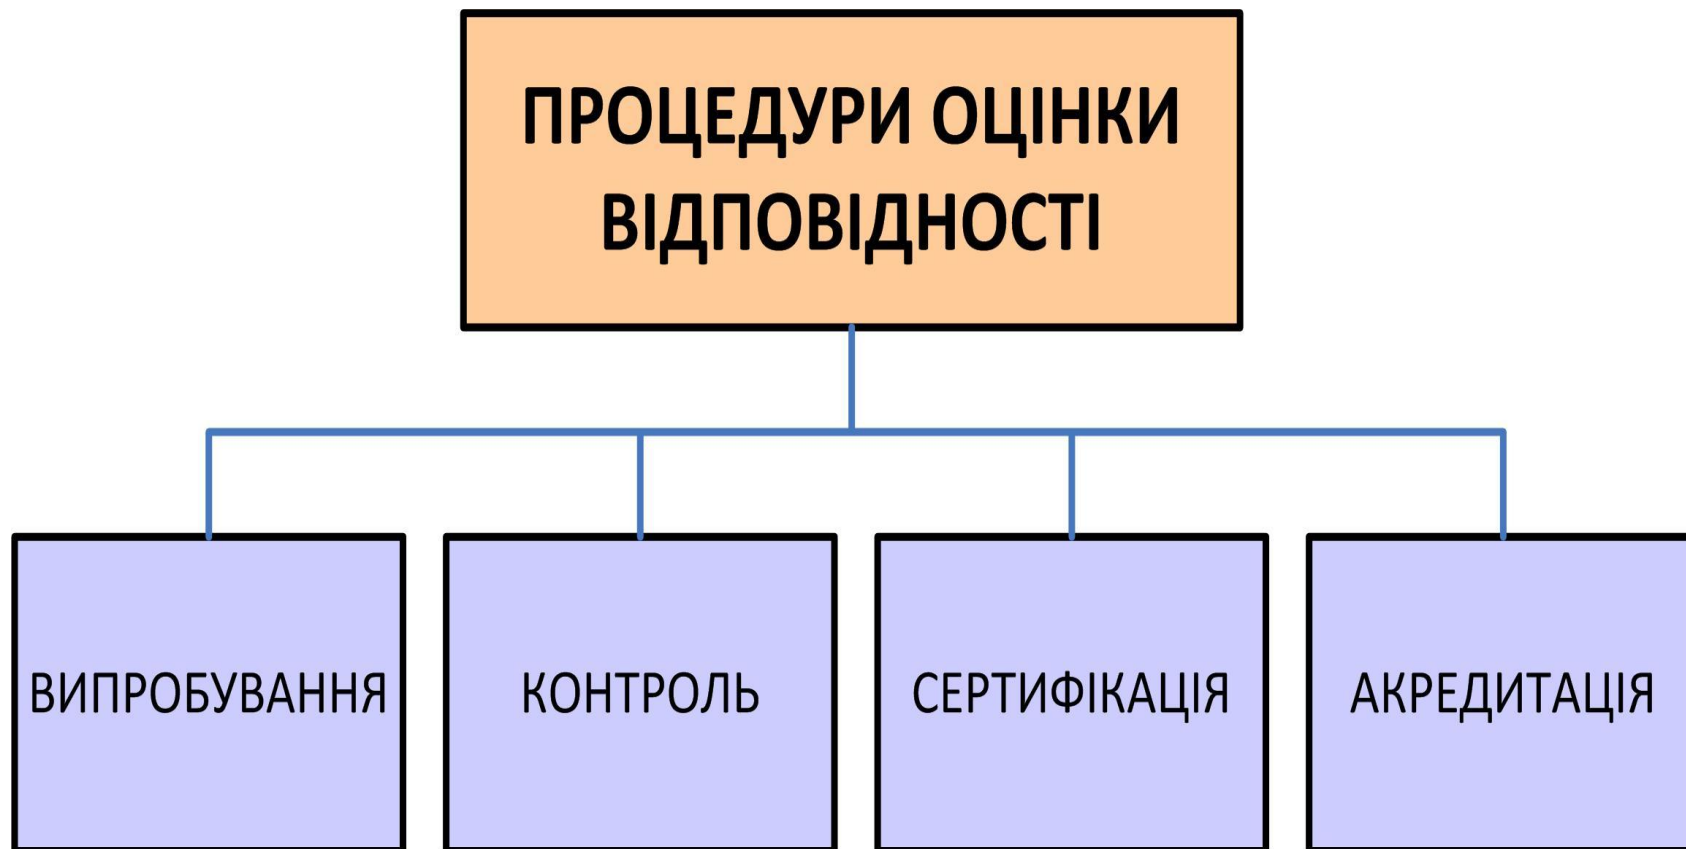 ПРОЦЕДУРИ ОЦІНКИ
ВІДПОВІДНОСТІ
ВИПРОБУВАННЯ
КОНТРОЛЬ
СЕРТИФІКАЦІЯ
АКРЕДИТАЦІЯ